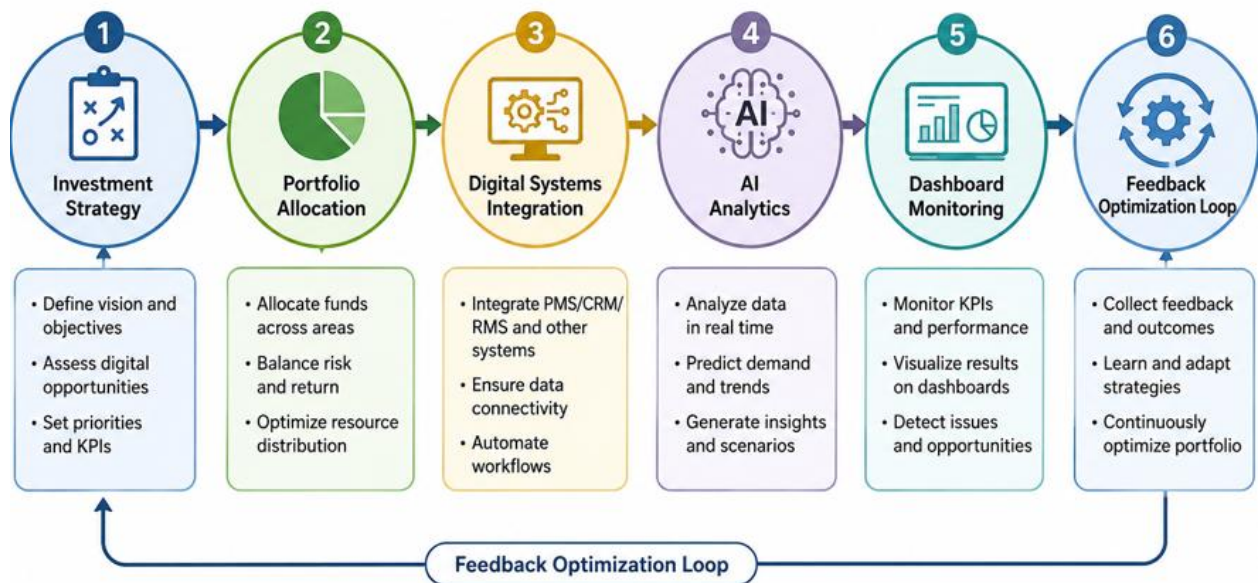 1
2
3
4
5
6
Investment
Strategy
Portfolio
Allocation
Digital Systems
Integration
AI
AI
Analytics
Dashboard
Monitoring
Feedback
Optimization Loop
• Define vision and
objectives
• Assess digital
opportunities
• Set priorities
and KPIs
• Allocate funds
across areas
• Balance risk
and return
• Optimize resource
distribution
• Integrate PMS/CRM/
RMS and other
systems
• Ensure data
connectivity
• Automate
workflows
• Analyze data
in real time
• Predict demand
and trends
• Generate insights
and scenarios
• Monitor KPIs
and performance
• Visualize results
on dashboards
• Detect issues
and opportunities
• Collect feedback
and outcomes
• Learn and adapt
strategies
• Continuously
optimize portfolio
Feedback Optimization Loop